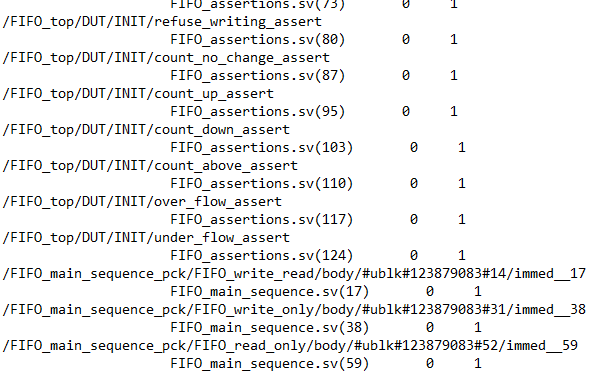 FIFO_assertions.sv(73) 0 1
/FIFO_top/DUT/INIT/refuse_writing_assert
FIFO_assertions.sv(80) 0 1
/FIFO_top/DUT/INIT/count_no_change_assert
FIFO_assertions.sv(87) 0 1
/FIFO_top/DUT/INIT/count_up_assert
FIFO_assertions.sv(95) 0 1
/FIFO_top/DUT/INIT/count_down_assert
FIFO_assertions.sv(103) 0 1
/FIFO_top/DUT/INIT/count_above_assert
FIFO_assertions.sv(110) 0 1
/FIFO_top/DUT/INIT/over_flow_assert
FIFO_assertions.sv(117) 0 1
/FIFO_top/DUT/INIT/under_flow_assert
FIFO_assertions.sv(124) 0 1
/FIFO_main_sequence_pck/FIFO_write_read/body/#ublk#123879083#14/immed__17
FIFO_main_sequence.sv(17) 0 1
/FIFO_main_sequence_pck/FIFO_write_only/body/#ublk#123879083#31/immed__38
FIFO_main_sequence.sv(38) 0 1
/FIFO_main_sequence_pck/FIFO_read_only/body/#ublk#123879083#52/immed__59
FIFO_main_sequence.sv(59) 0 1